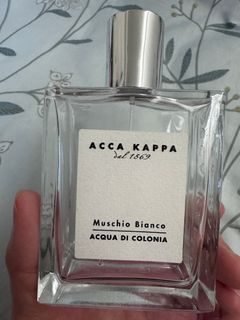 ACCA KAPPA
dal 1869
Muschio Bianco
ACQUA DI COLONIA